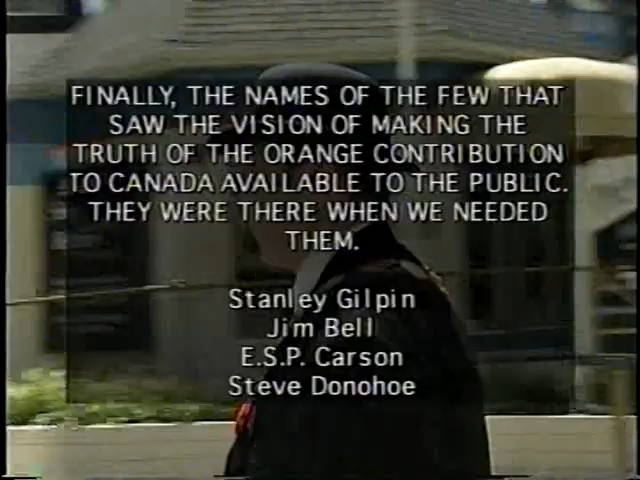 FINALLY, THE NAMES OF THE FEW THAT
SAW THE VISION OF MAKING THE
TRUTH OF THE ORANGE CONTRIBUTION
TO CANADA AVAILABLE TO THE PUBLIC.
THEY WERE THERE WHEN WE NEEDED
THEM.
Stanley Gilpin
Jim Bell
E.S.P. Carson
Steve Donohoe